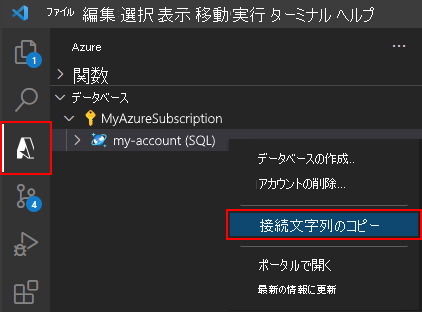 ファイル 編集 選択 表示 移動 実行 ターミナル ヘルプ
Azure
関数
データベース
MyAzureSubscription
my-account (SQL)
データベースの作成..
アカウントの削除...
接続文字列のコピー
ポータルで開く
最新の情報に更新
1
4